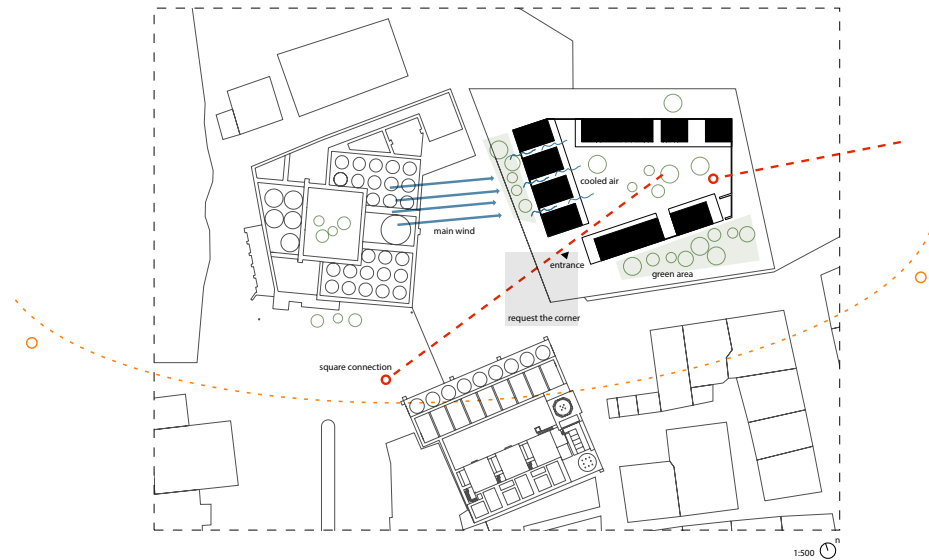 cooled air
main wind
entrance
green area
request the corner
square connection
n
1:500